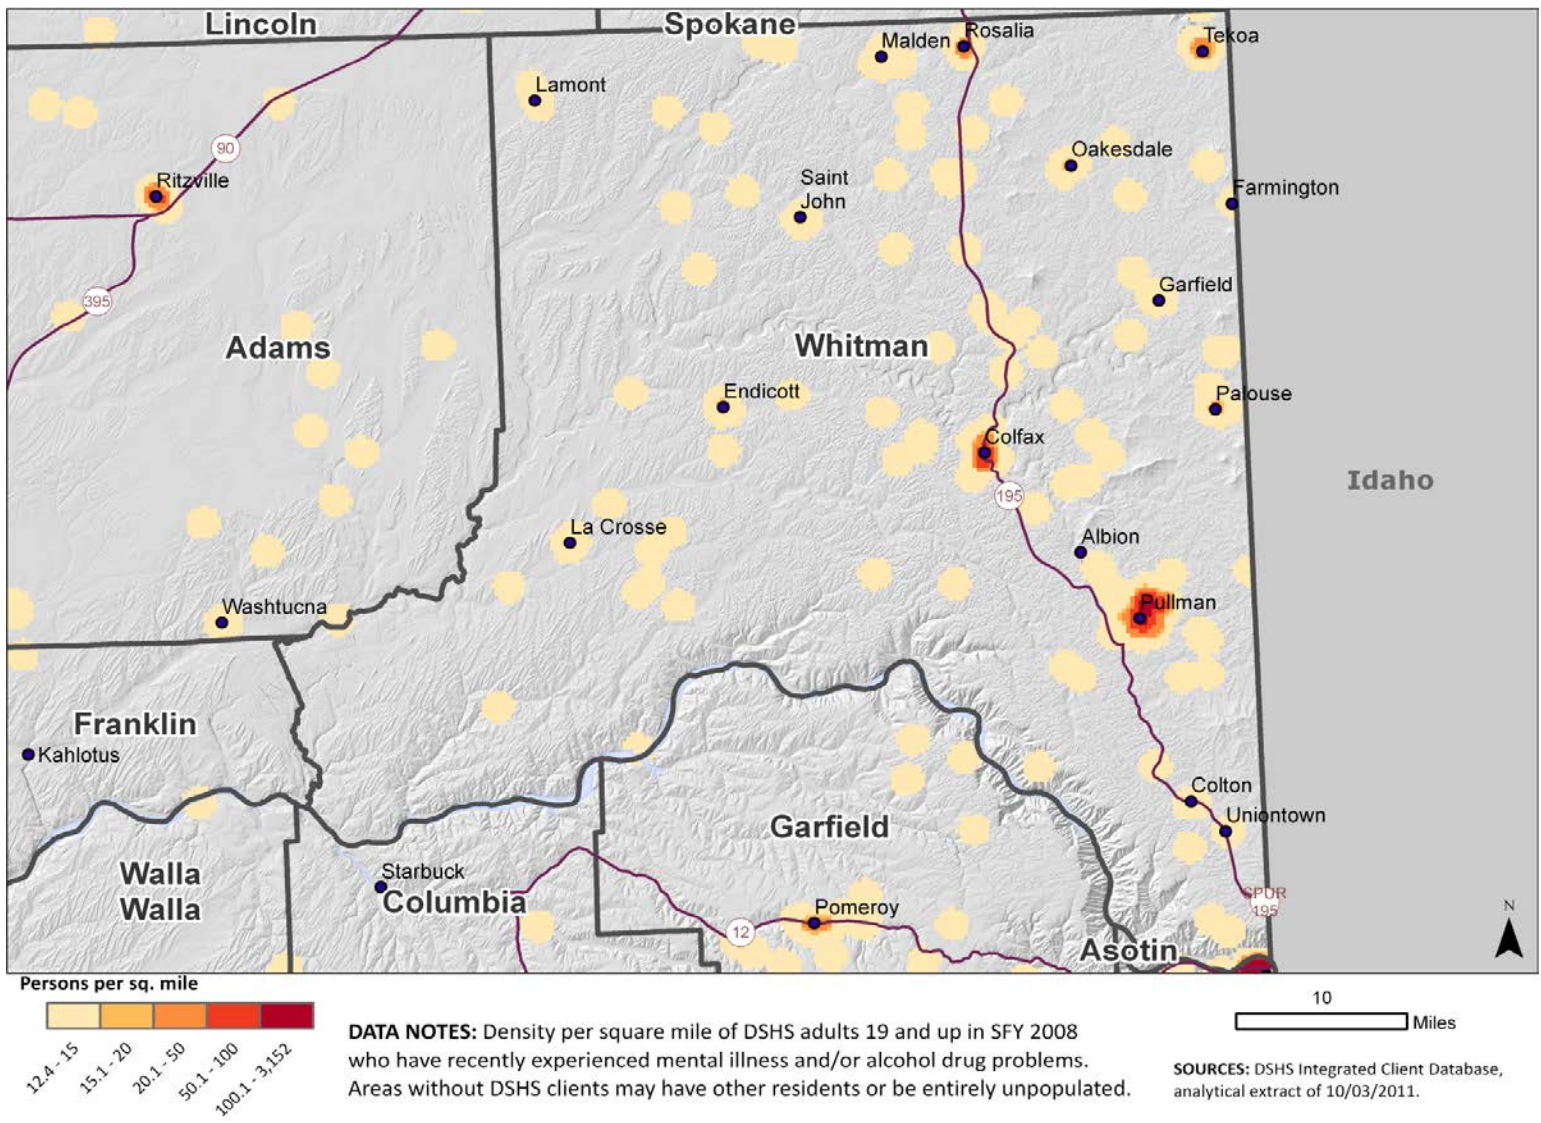 Lincoln
Spokane
Malden
Rosalia
Tekoa
Lamont
90
Oakesdale
Ritzville
Saint
John
Farmington
Garfield
395
Adams
Whitman
Endicott
Palouse
Colfax
Idaho
195
La Crosse
Albion
Washtucna
Pullman
Franklin
Kahlotus
Colton
Uniontown
Garfield
Walla
Walla
Starbuck
Columbia
SPUR
195
Pomeroy
12
Asotin
N
Persons per sq. mile
12.4 - 15
15.1 - 20
20.1 - 50
50.1 - 100
100.1 - 3,152
DATA NOTES: Density per square mile of DSHS adults 19 and up in SFY 2008
who have recently experienced mental illness and/or alcohol drug problems.
Areas without DSHS clients may have other residents or be entirely unpopulated.
10
Miles
SOURCES: DSHS Integrated Client Database,
analytical extract of 10/03/2011.